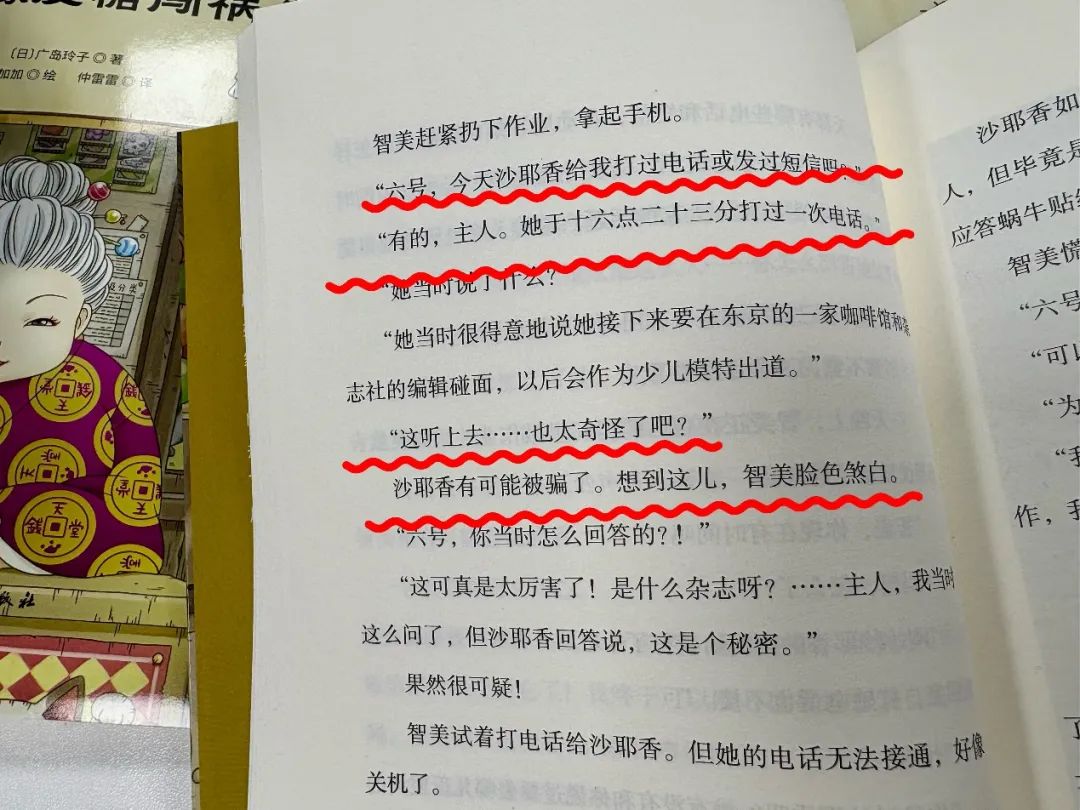 糖闯祸
〔日〕广岛玲子◎著
加加◎绘 仲雷雷◎译
智美赶紧扔下作业，拿起手机。
“六号，今天沙耶香给我打过电话或发过短信吗？”
“有的，主人。她于十六点二十三分打过一次电话。”
“她当时说了什么？
“她当时很得意地说她接下来要在东京的一家咖啡馆和杂
志社的编辑碰面，以后会作为少儿模特出道。”
“这听上去……也太奇怪了吧？”
沙耶香有可能被骗了。想到这儿，智美脸色煞白。
“六号，你当时怎么回答的？！”
“这可真是太厉害了！是什么杂志呀？……主人，我当时
这么问了，但沙耶香回答说，这是个秘密。”
果然很可疑！
智美试着打电话给沙耶香。但她的电话无法接通，好像
关机了。
沙耶香如
人，但毕竟是
应答蜗牛贴纸
智美慌
“六号
“可以
“为
“我
作，我
钱天堂
社